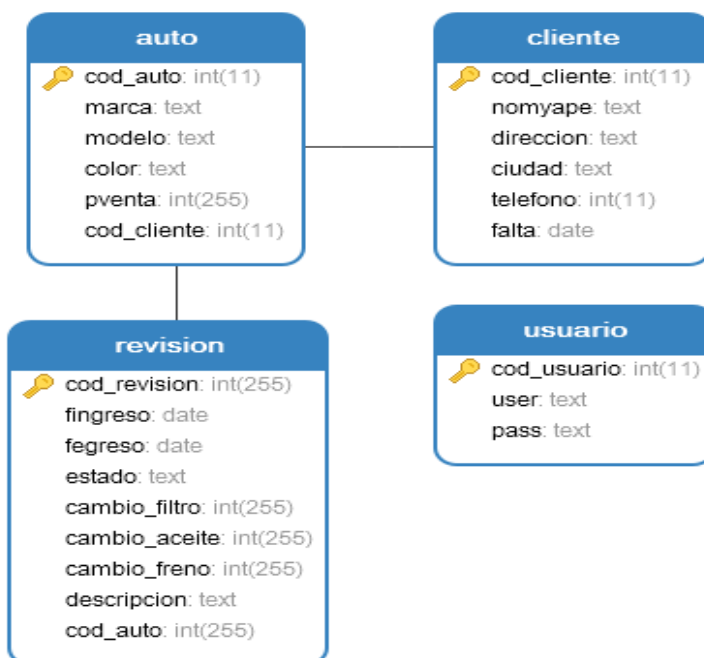 auto
cod_auto: int(11)
marca: text
modelo: text
color: text
pventa: int(255)
cod_cliente: int(11)
cliente
cod_cliente: int(11)
nomyape: text
direccion: text
ciudad: text
telefono: int(11)
falta: date
revision
cod_revision: int(255)
fingreso: date
fegreso: date
estado: text
cambio_filtro: int(255)
cambio_aceite: int(255)
cambio_freno: int(255)
descripcion: text
cod_auto: int(255)
usuario
cod_usuario: int(11)
user: text
pass: text